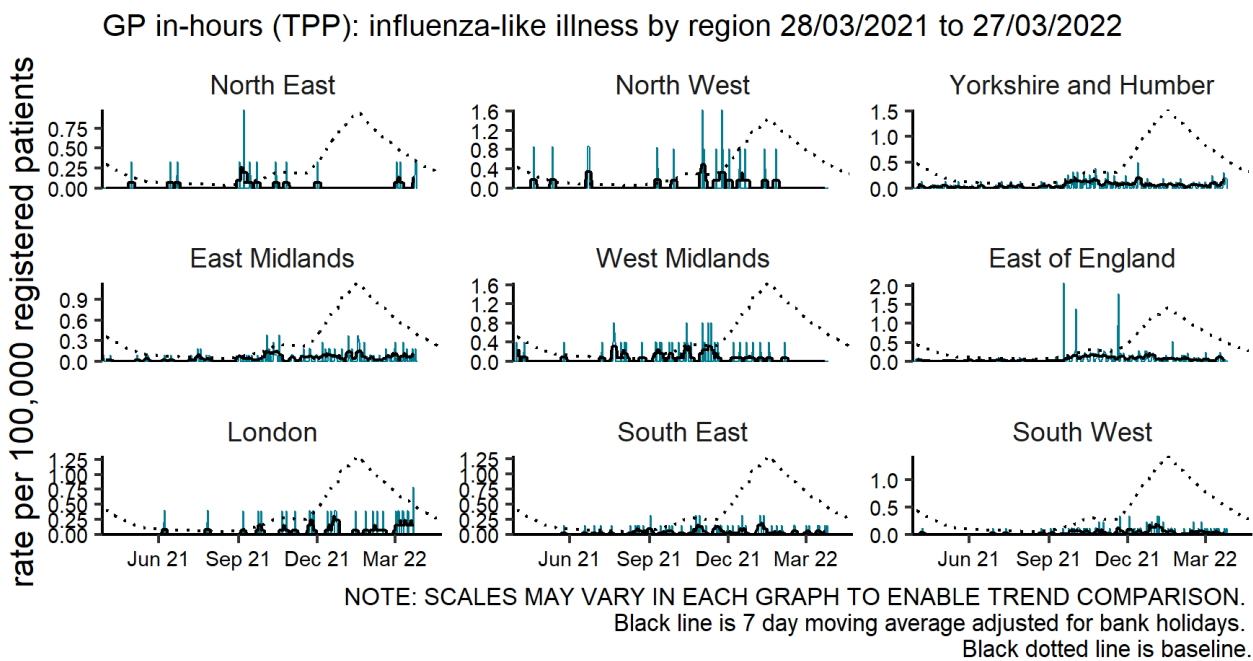 GP in-hours (TPP): influenza-like illness by region 28/03/2021 to 27/03/2022
rate per 100,000 registered patients
North East
0.75
0.50
0.25
0.00
North West
1.6
1.2
0.8
0.4
0.0
Yorkshire and Humber
1.5
1.0
0.5
0.0
East Midlands
0.9
0.6
0.3
0.0
West Midlands
1.6
1.2
0.8
0.4
0.0
East of England
2.0
1.5
1.0
0.5
0.0
London
1.25
1.00
0.75
0.50
0.25
0.00
South East
1.25
1.00
0.75
0.50
0.25
0.00
South West
1.0
0.5
0.0
Jun 21 Sep 21 Dec 21 Mar 22
Jun 21 Sep 21 Dec 21 Mar 22
Jun 21 Sep 21 Dec 21 Mar 22
NOTE: SCALES MAY VARY IN EACH GRAPH TO ENABLE TREND COMPARISON.
Black line is 7 day moving average adjusted for bank holidays.
Black dotted line is baseline.